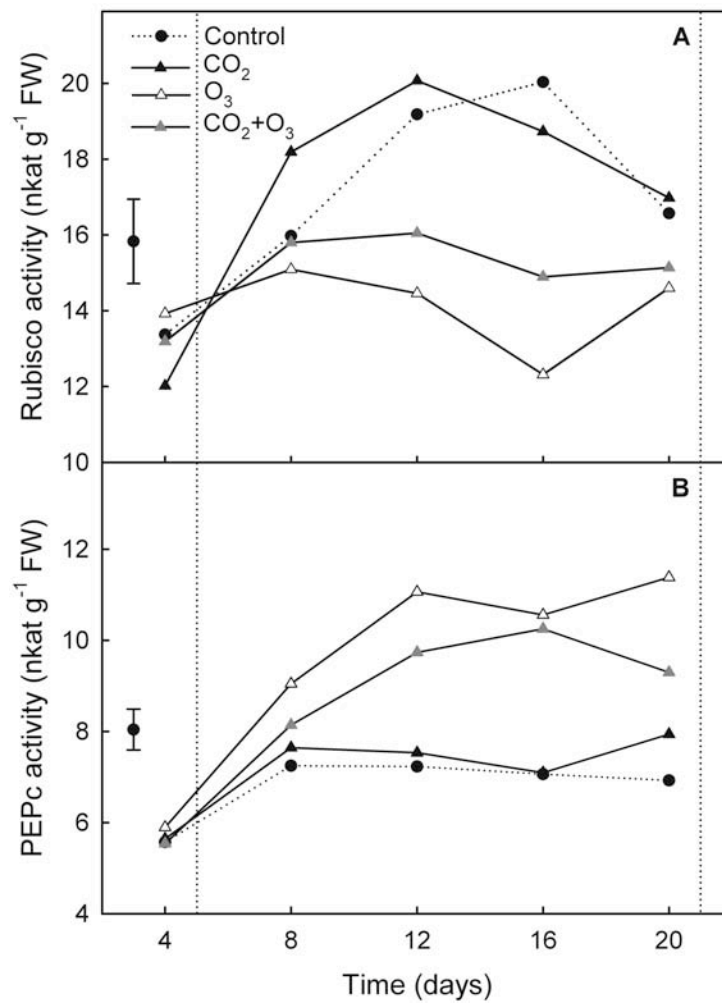 A
Control
CO₂
O₃
CO₂+O₃
Rubisco activity (nkat g⁻¹ FW)
20
18
16
14
12
10
B
PEPc activity (nkat g⁻¹ FW)
12
10
8
6
4
4 8 12 16 20
Time (days)